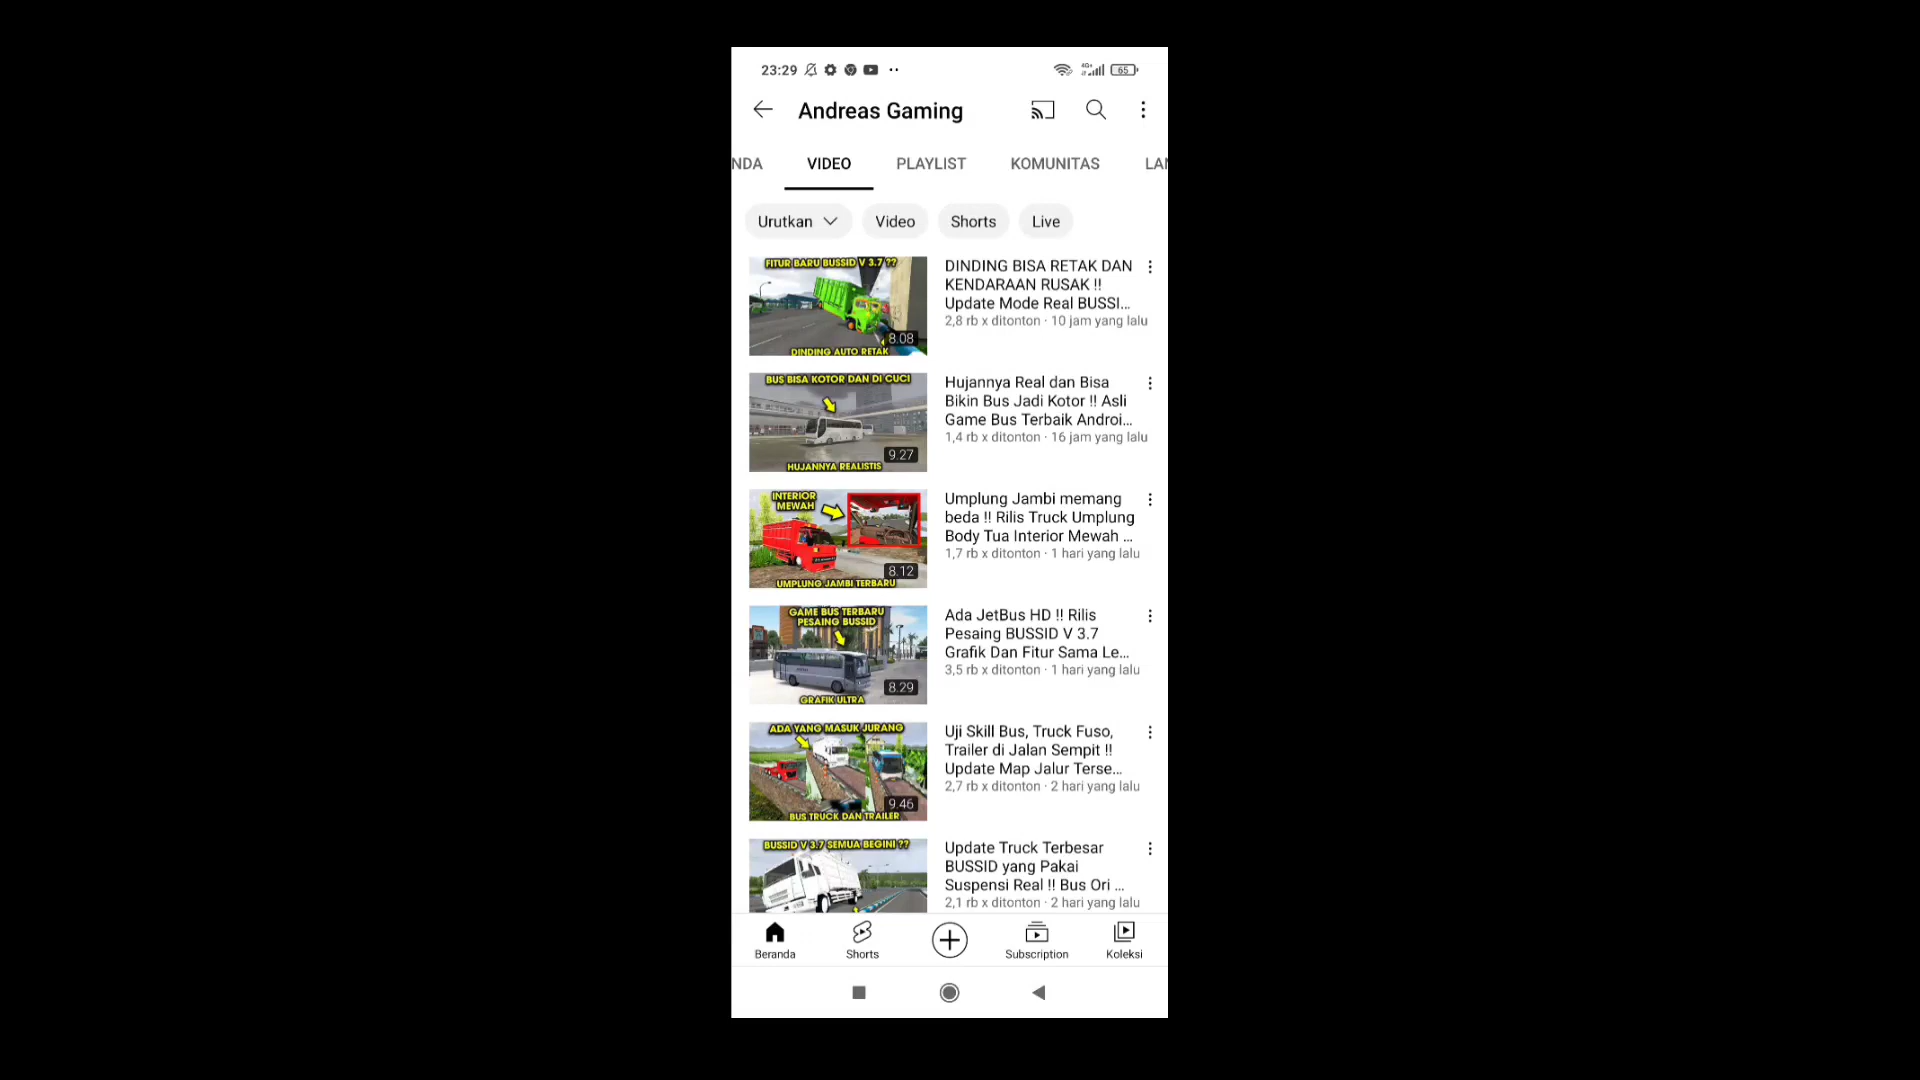 23:29
65
Andreas Gaming
NDA VIDEO PLAYLIST KOMUNITAS LAN
Urutkan Video Shorts Live
FITUR BARU BUSSID V 3.7 ??
8.08
DINDING AUTO RETAK
DINDING BISA RETAK DAN
KENDARAAN RUSAK !!
Update Mode Real BUSSI...
2,8 rb x ditonton · 10 jam yang lalu
BUS BISA KOTOR DAN DI CUCI
9.27
HUJANNYA REALISTIS
Hujannya Real dan Bisa
Bikin Bus Jadi Kotor !! Asli
Game Bus Terbaik Androi...
1,4 rb x ditonton · 16 jam yang lalu
INTERIOR
MEWAH
8.12
UMPLUNG JAMBI TERBARU
Umplung Jambi memang
beda !! Rilis Truck Umplung
Body Tua Interior Mewah ...
1,7 rb x ditonton · 1 hari yang lalu
GAME BUS TERBARU
PESAING BUSSID
8.29
GRAFIK ULTRA
Ada JetBus HD !! Rilis
Pesaing BUSSID V 3.7
Grafik Dan Fitur Sama Le...
3,5 rb x ditonton · 1 hari yang lalu
ADA YANG MASUK JURANG
9.46
BUS TRUCK DAN TRAILER
Uji Skill Bus, Truck Fuso,
Trailer di Jalan Sempit !!
Update Map Jalur Terse...
2,7 rb x ditonton · 2 hari yang lalu
BUSSID V 3.7 SEMUA BEGINI ??
Update Truck Terbesar
BUSSID yang Pakai
Suspensi Real !! Bus Ori ...
2,1 rb x ditonton · 2 hari yang lalu
Beranda Shorts Subscription Koleksi